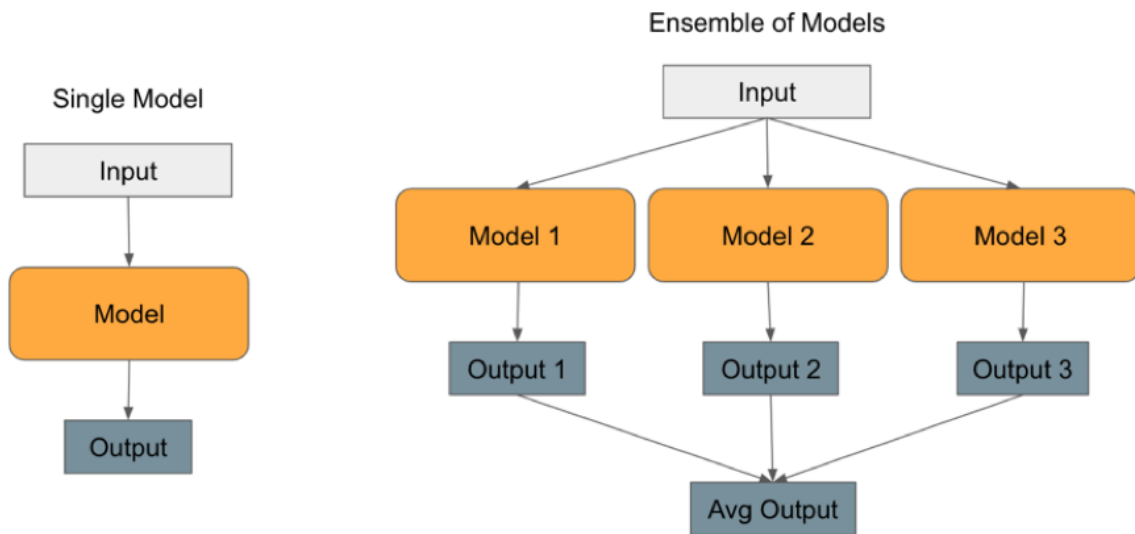 Single Model
Input
Model
Output
Ensemble of Models
Input
Model 1
Model 2
Model 3
Output 1
Output 2
Output 3
Avg Output